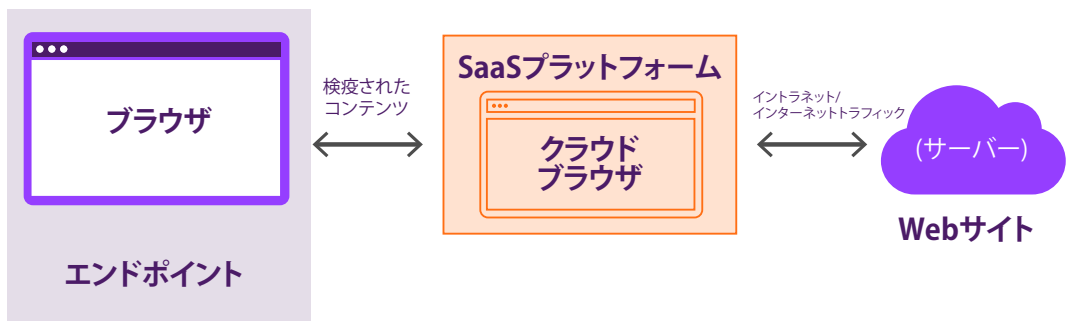 ブラウザ
エンドポイント
検疫された
コンテンツ
SaaSプラットフォーム
クラウド
ブラウザ
イントラネット/
インターネットトラフィック
(サーバー)
Webサイト